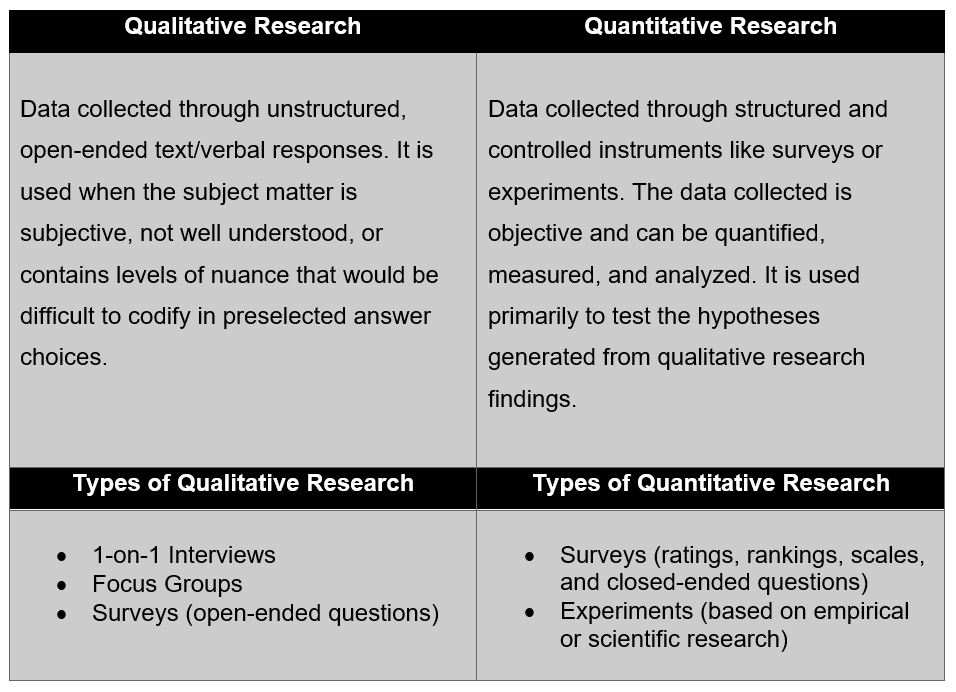 Qualitative Research
Quantitative Research
Data collected through unstructured,
open-ended text/verbal responses. It is
used when the subject matter is
subjective, not well understood, or
contains levels of nuance that would be
difficult to codify in preselected answer
choices.
Data collected through structured and
controlled instruments like surveys or
experiments. The data collected is
objective and can be quantified,
measured, and analyzed. It is used
primarily to test the hypotheses
generated from qualitative research
findings.
Types of Qualitative Research
Types of Quantitative Research
• 1-on-1 Interviews
• Focus Groups
• Surveys (open-ended questions)
• Surveys (ratings, rankings, scales,
and closed-ended questions)
• Experiments (based on empirical
or scientific research)